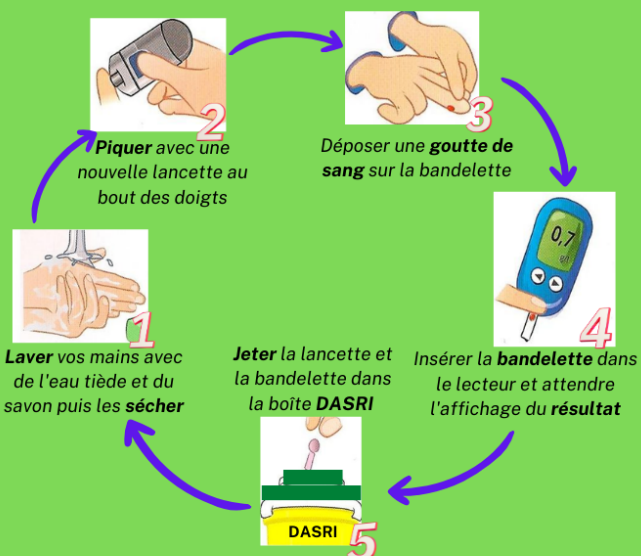 1
Laver vos mains avec
de l'eau tiède et du
savon puis les sécher
2
Piquer avec une
nouvelle lancette au
bout des doigts
3
Déposer une goutte de
sang sur la bandelette
0,7
g/l
4
Insérer la bandelette dans
le lecteur et attendre
l'affichage du résultat
Jeter la lancette et
la bandelette dans
la boîte DASRI
DASRI
5